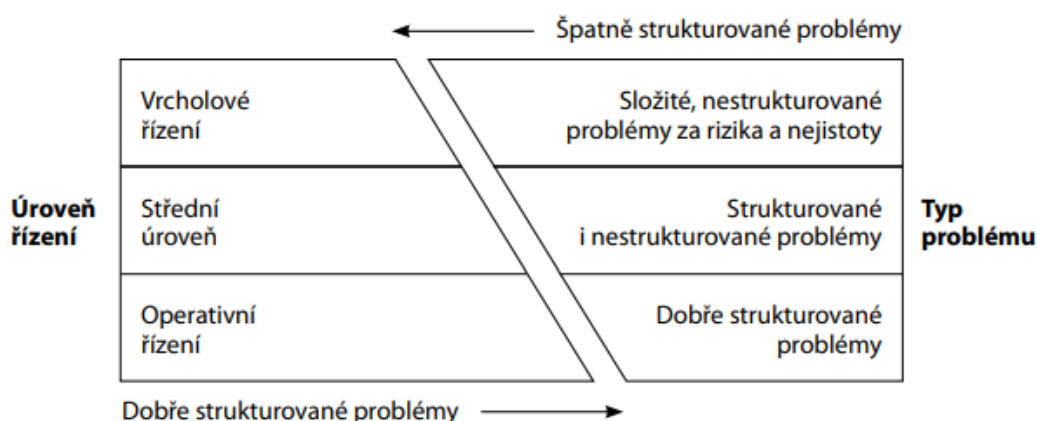 Špatně strukturované problémy
Vrcholové
řízení
Složité, nestrukturované
problémy za rizika a nejistoty
Úroveň
řízení
Střední
úroveň
Strukturované
i nestrukturované problémy
Typ
problému
Operativní
řízení
Dobře strukturované
problémy
Dobře strukturované problémy